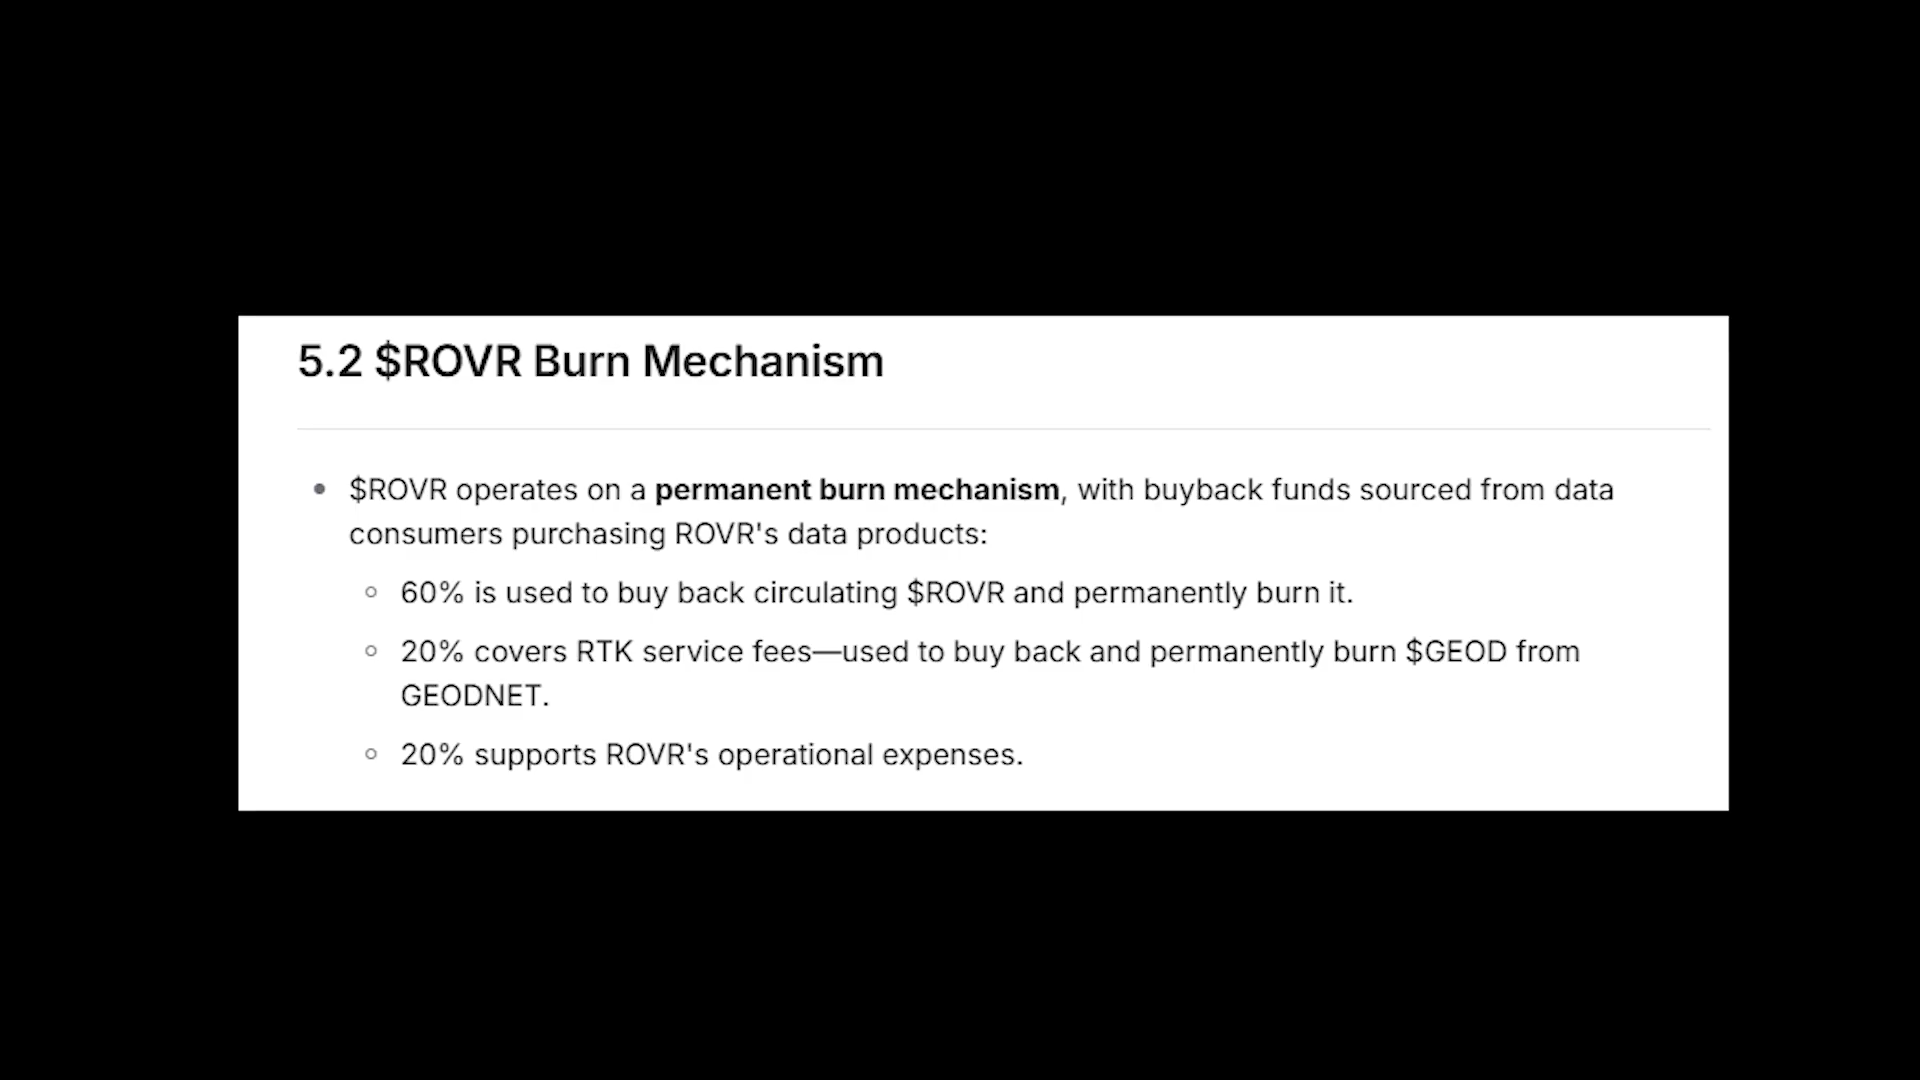 5.2 $ROVR Burn Mechanism
$ROVR operates on a permanent burn mechanism, with buyback funds sourced from data
consumers purchasing ROVR's data products:
60% is used to buy back circulating $ROVR and permanently burn it.
20% covers RTK service fees—used to buy back and permanently burn $GEOD from
GEODNET.
20% supports ROVR's operational expenses.